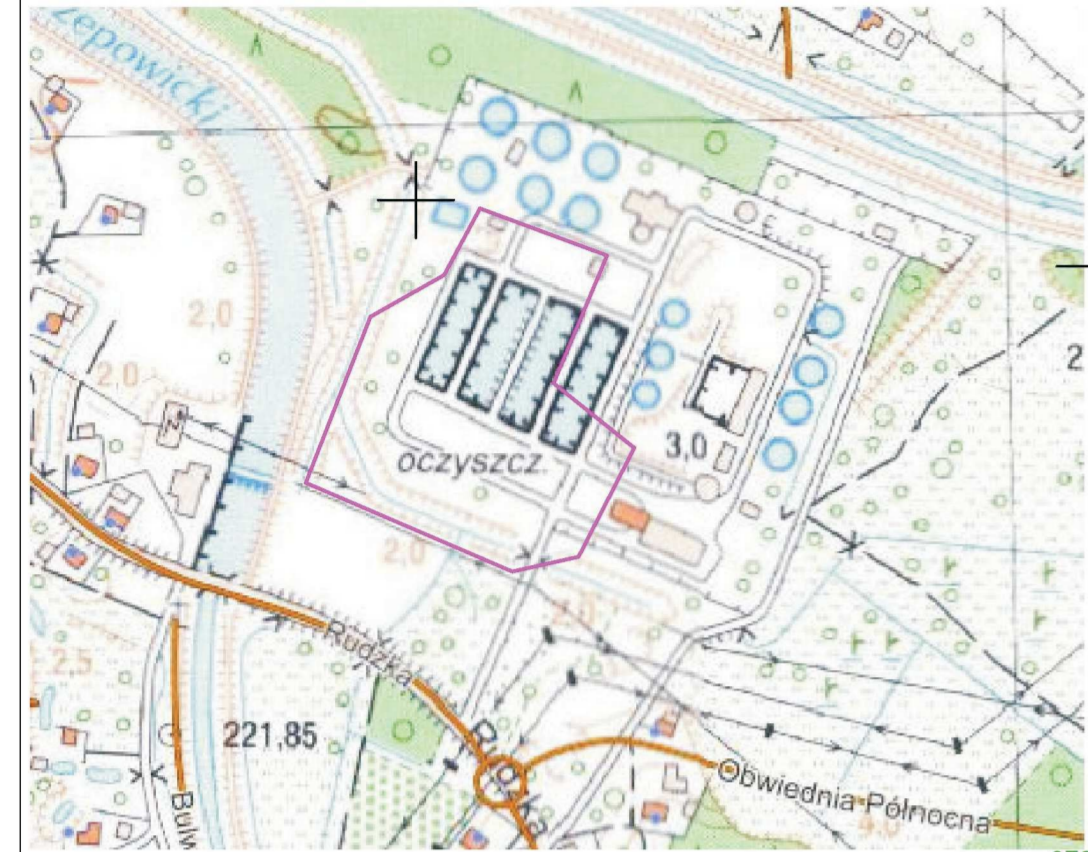 zepowicki
2,0
2,0
2
3,0
oczyszcz.
2,0
Rudzka
2,5
221,85
Rudzka
Obwiednia Północna
4,0
Bulw